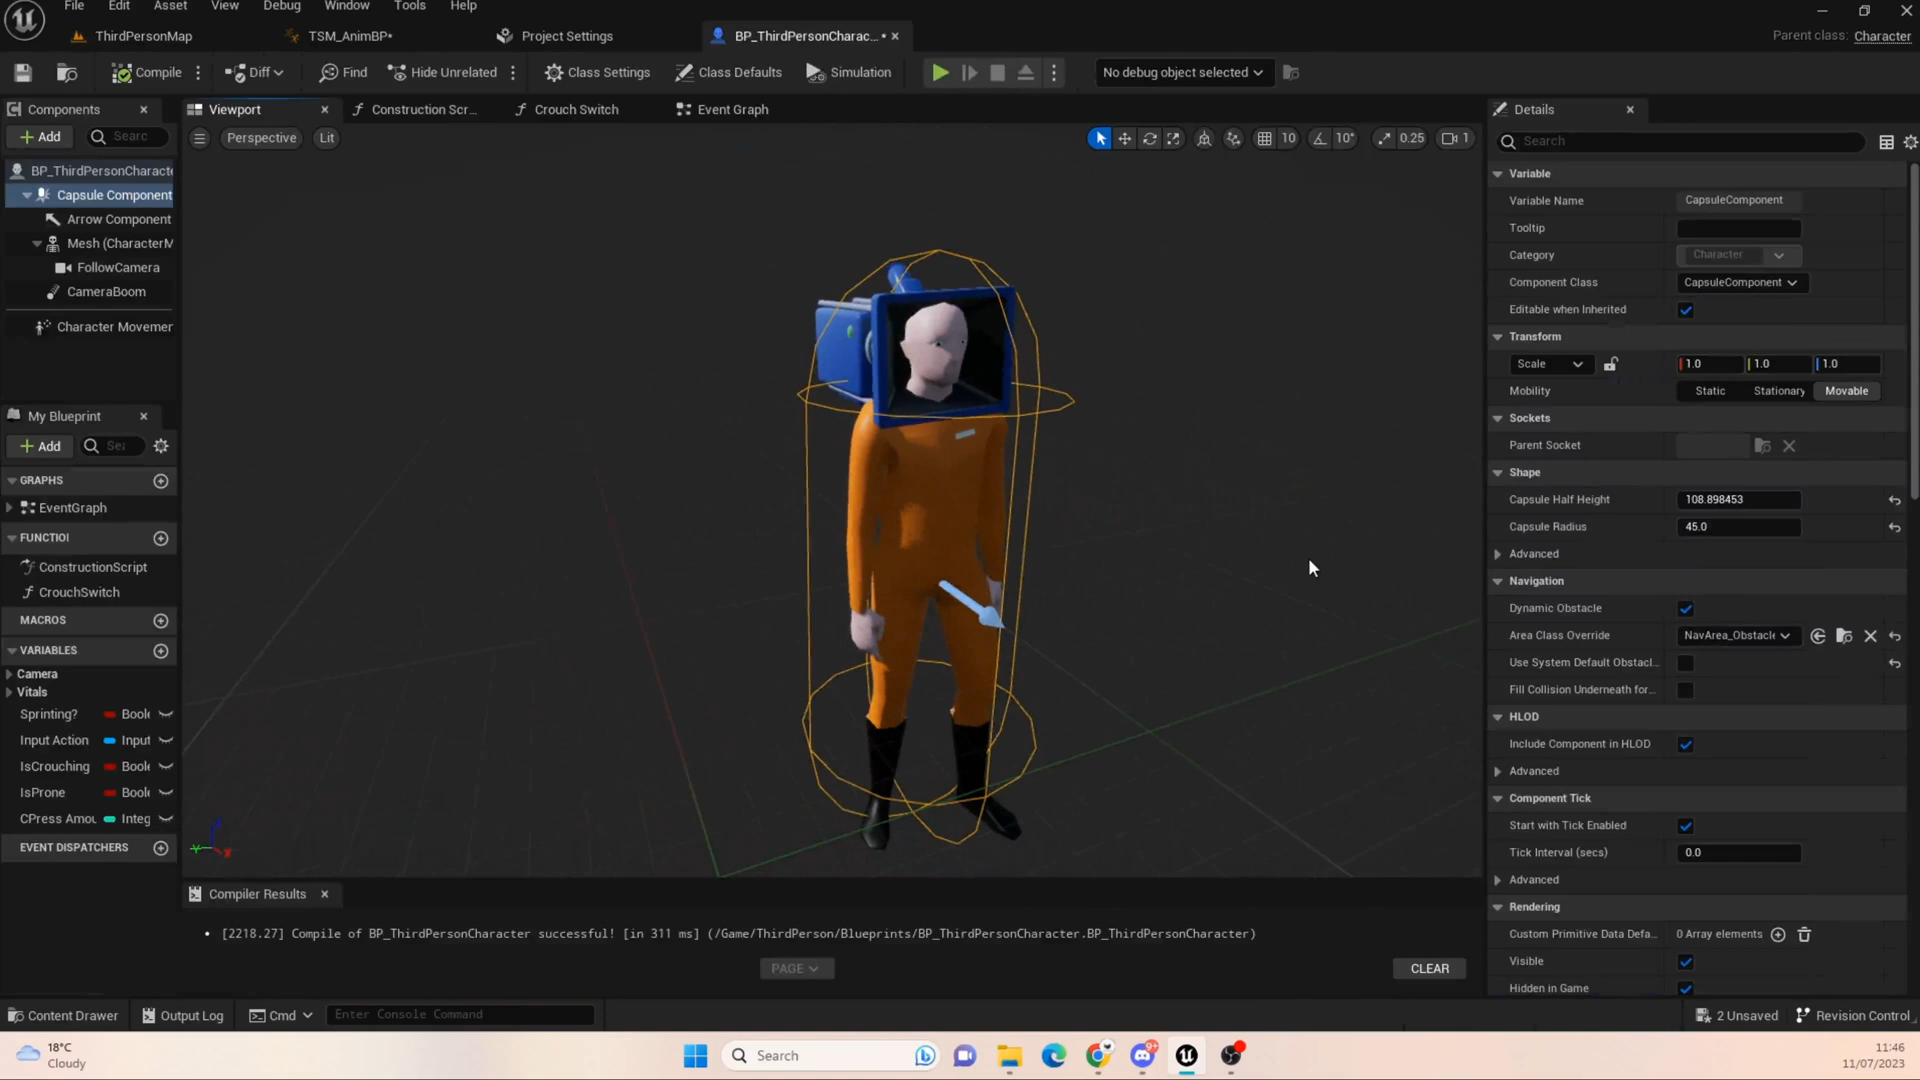 File Edit Asset View Debug Window Tools Help
ThirdPersonMap TSM_AnimBP* Project Settings BP_ThirdPersonCharac... • Parent class: Character
Compile Diff Find Hide Unrelated Class Settings Class Defaults Simulation No debug object selected
Components Viewport Construction Scr... Crouch Switch Event Graph Details
+ Add Searc Perspective Lit 10 10° 0.25 1 Search
BP_ThirdPersonCharacte
Capsule Component
Arrow Component
Mesh (CharacterM
FollowCamera
CameraBoom
Character Movemen
My Blueprint
+ Add Sea
GRAPHS
EventGraph
FUNCTIOI
ConstructionScript
CrouchSwitch
MACROS
VARIABLES
Camera
Vitals
Sprinting? Boole
Input Action Input
IsCrouching Boole
IsProne Boole
CPress Amou Integ
EVENT DISPATCHERS
Variable
Variable Name CapsuleComponent
Tooltip
Category Character
Component Class CapsuleComponent
Editable when Inherited
Transform
Scale 1.0 1.0 1.0
Mobility Static Stationary Movable
Sockets
Parent Socket
Shape
Capsule Half Height 108.898453
Capsule Radius 45.0
Advanced
Navigation
Dynamic Obstacle
Area Class Override NavArea_Obstacle
Use System Default Obstacl...
Fill Collision Underneath for...
HLOD
Include Component in HLOD
Advanced
Component Tick
Start with Tick Enabled
Tick Interval (secs) 0.0
Advanced
Rendering
Custom Primitive Data Defa... 0 Array elements
Visible
Hidden in Game
Compiler Results
• [2218.27] Compile of BP_ThirdPersonCharacter successful! [in 311 ms] (/Game/ThirdPerson/Blueprints/BP_ThirdPersonCharacter.BP_ThirdPersonCharacter)
PAGE CLEAR
Content Drawer Output Log Cmd Enter Console Command 2 Unsaved Revision Control
18°C
Cloudy
Search
9+
11:46
11/07/2023